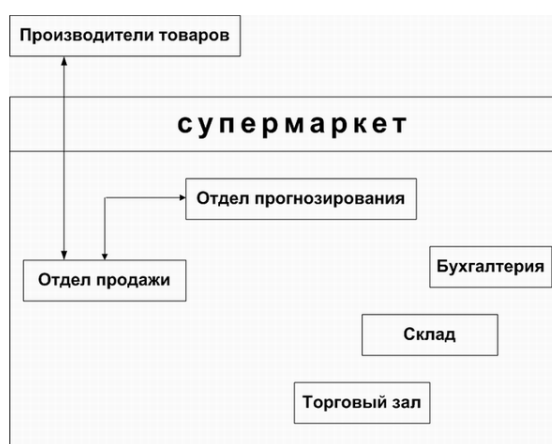 Производители товаров
супермаркет
Отдел прогнозирования
Бухгалтерия
Отдел продажи
Склад
Торговый зал